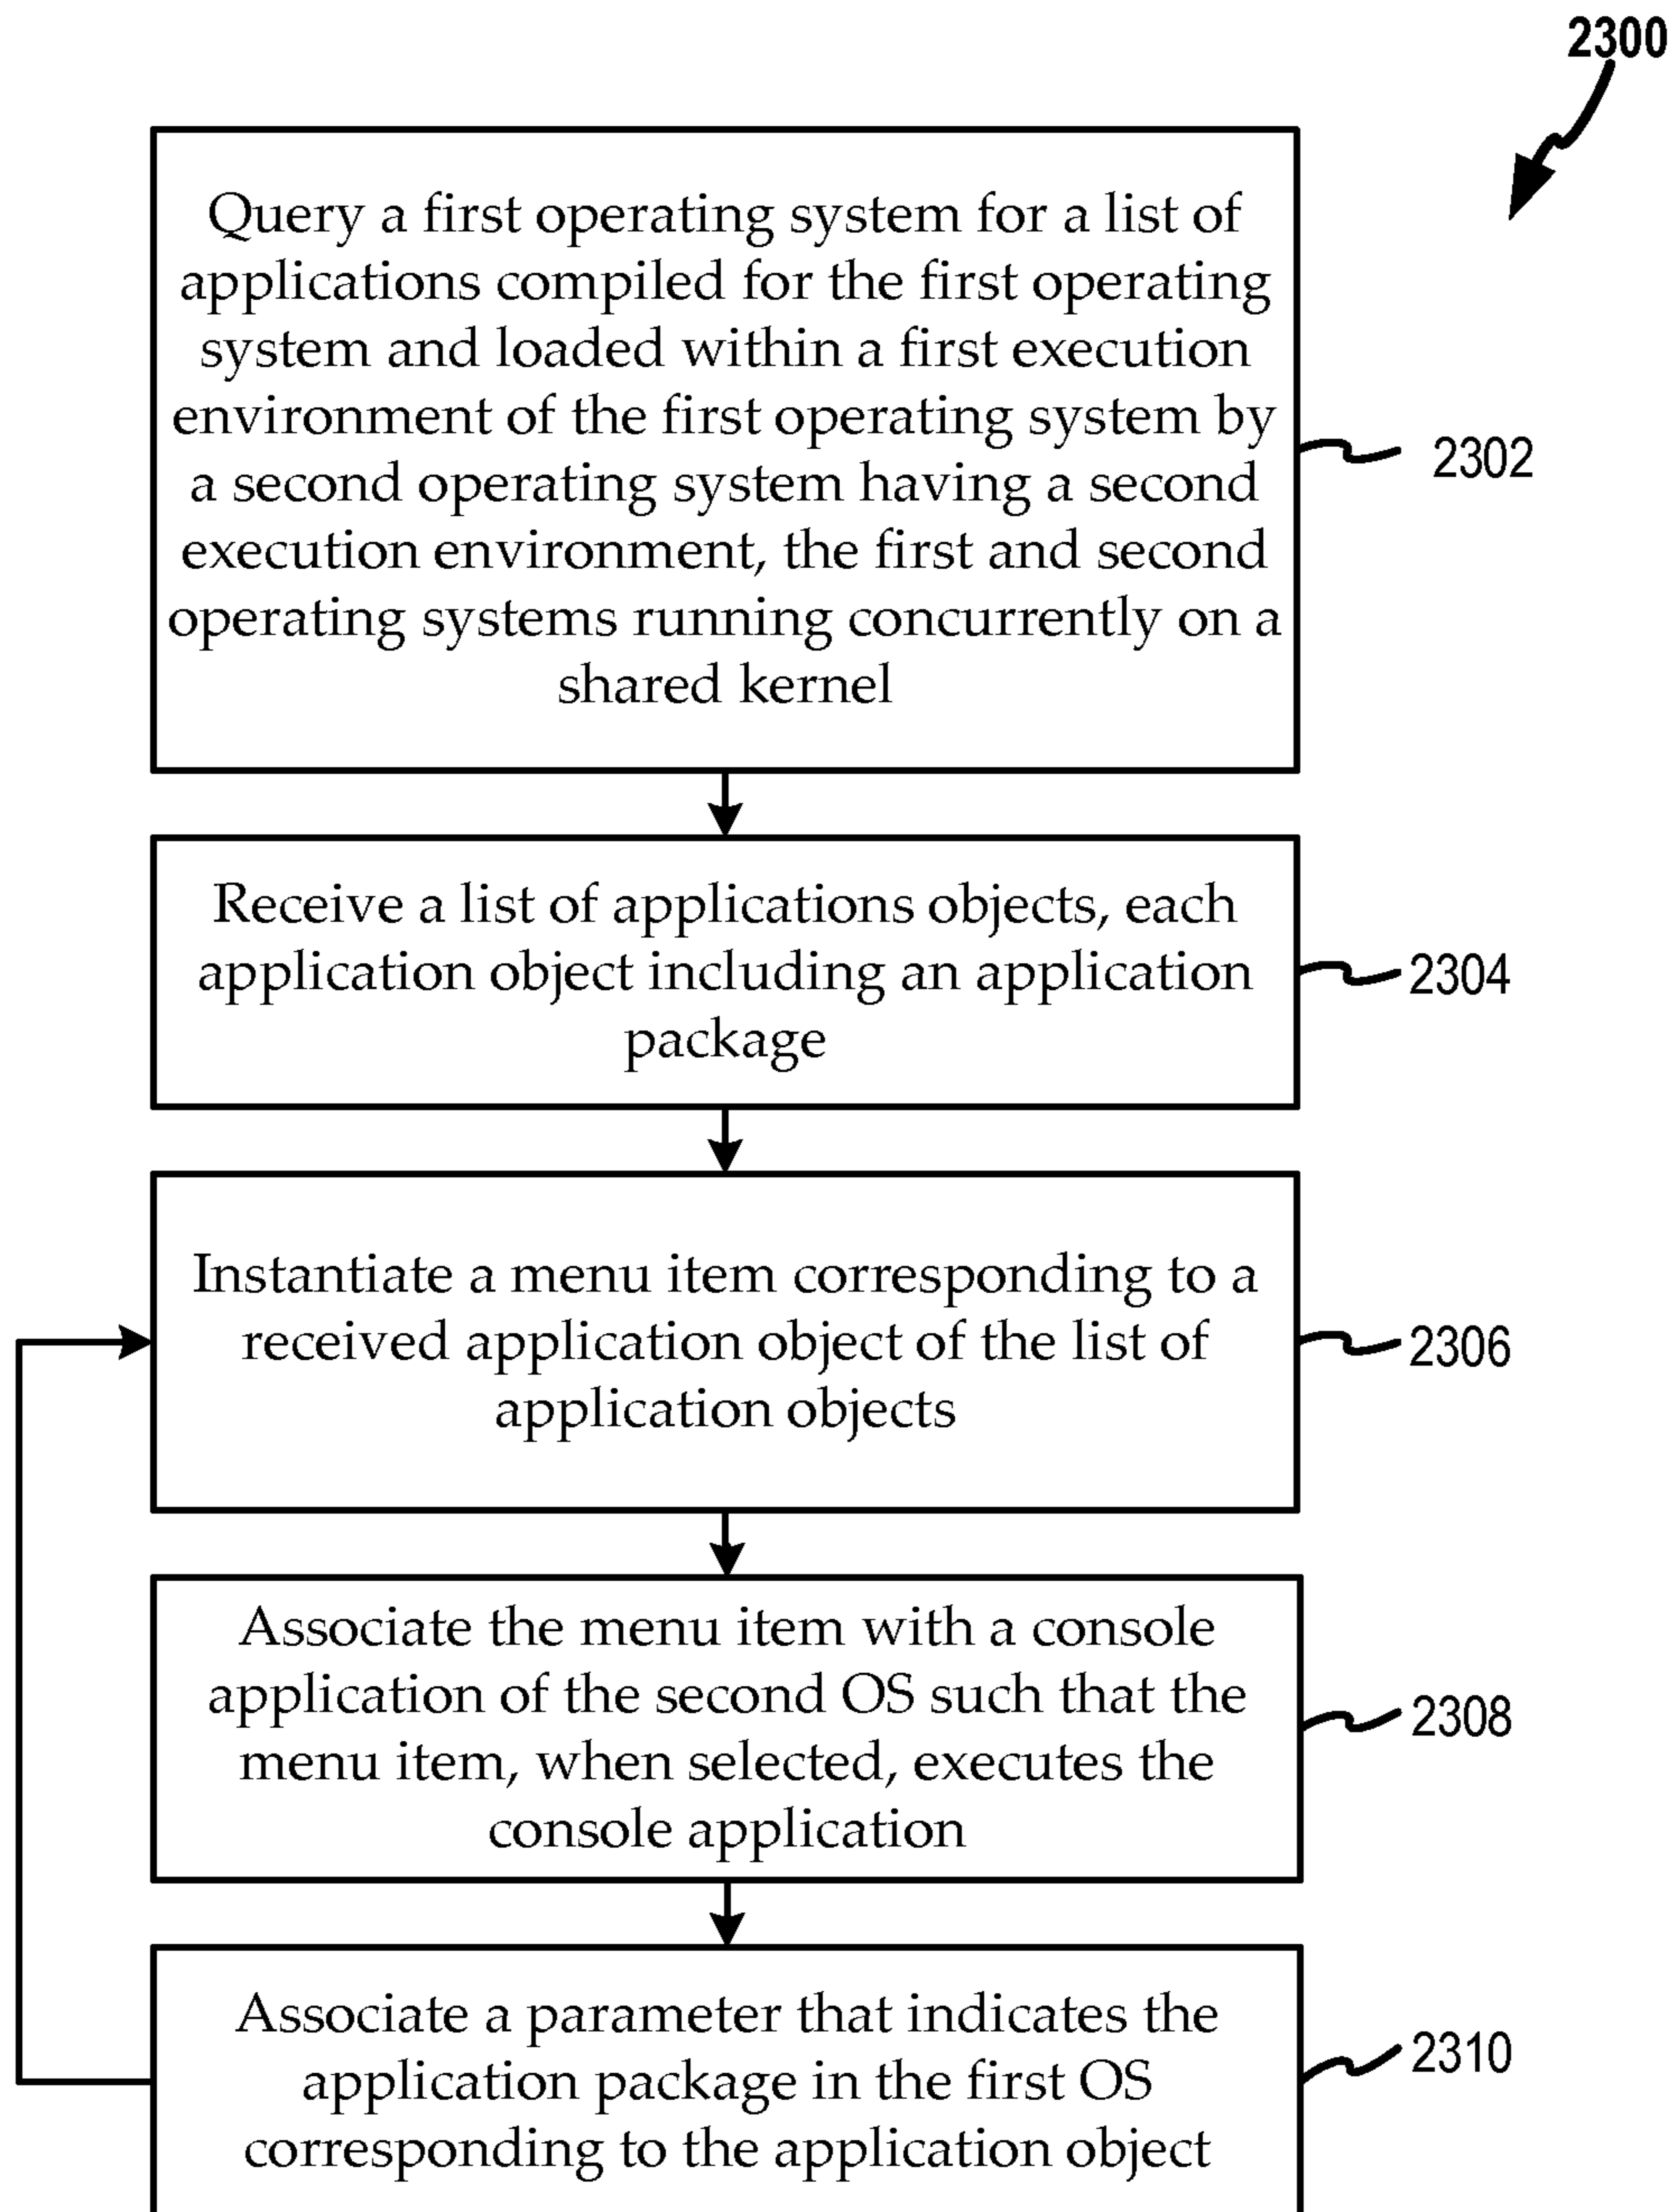 2300
Query a first operating system for a list of
applications compiled for the first operating
system and loaded within a first execution
environment of the first operating system by
a second operating system having a second
execution environment, the first and second
operating systems running concurrently on a
shared kernel
2302
Receive a list of applications objects, each
application object including an application
package
2304
Instantiate a menu item corresponding to a
received application object of the list of
application objects
2306
Associate the menu item with a console
application of the second OS such that the
menu item, when selected, executes the
console application
2308
Associate a parameter that indicates the
application package in the first OS
corresponding to the application object
2310